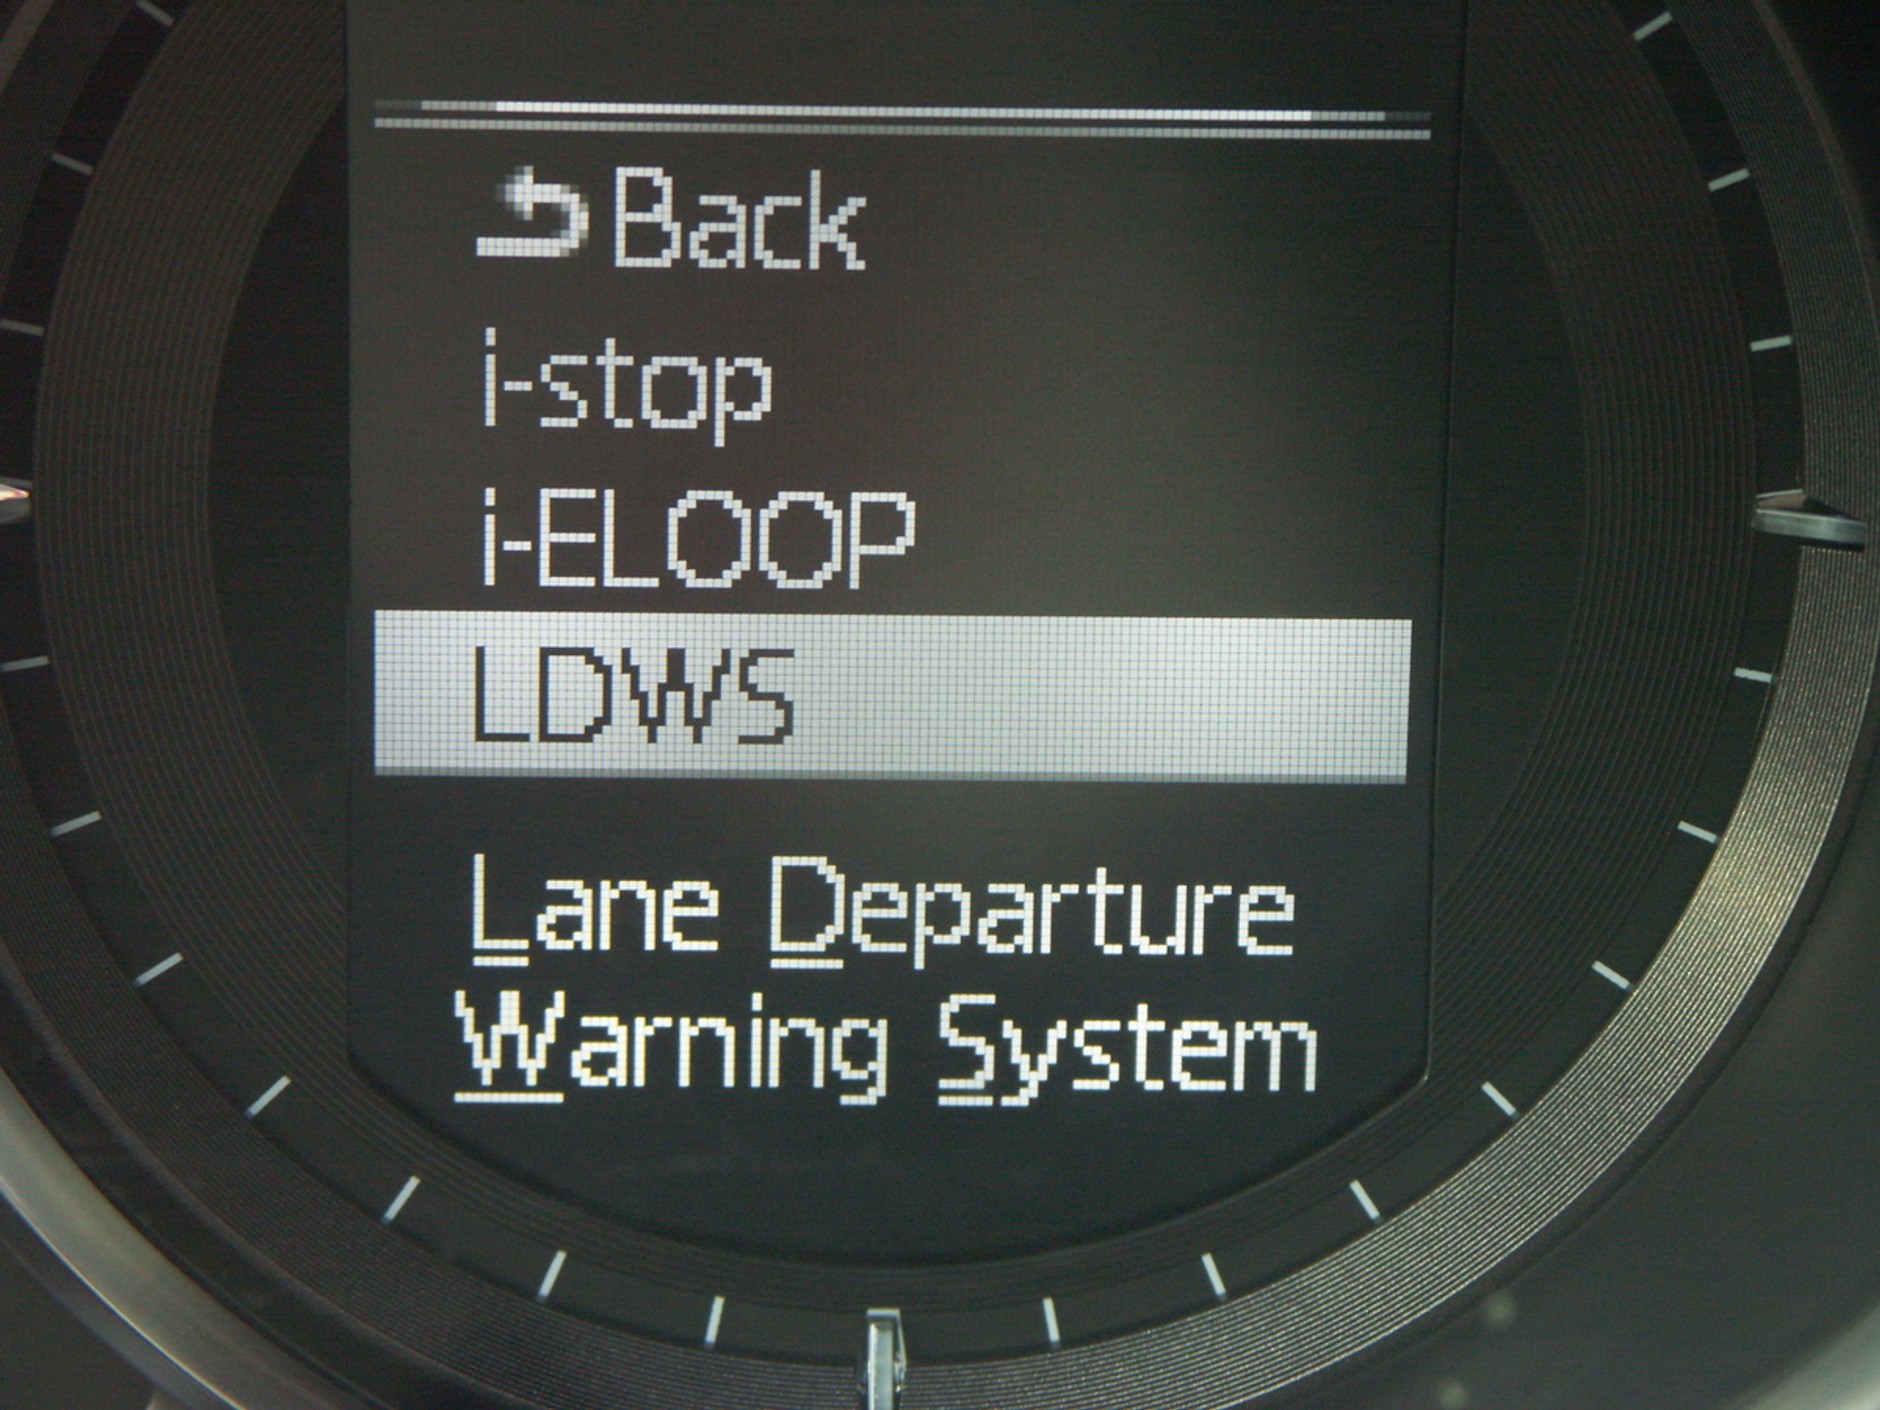 Back
i-stop
i-ELOOP
LDWS
Lane Departure
Warning System